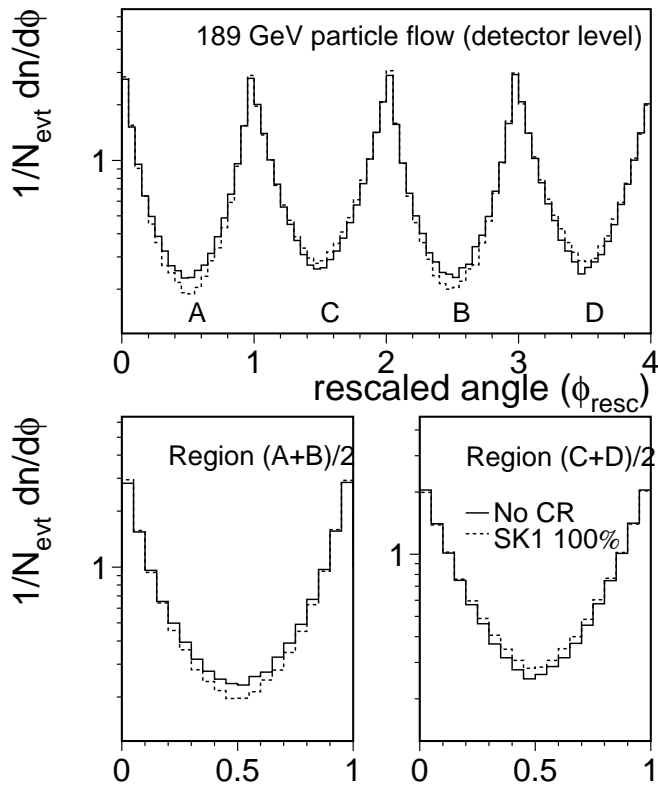 189 GeV particle flow (detector level)
1/N_evt dn/dϕ
1
A C B D
0 1 2 3 4
rescaled angle (ϕ_resc)
Region (A+B)/2
1/N_evt dn/dϕ
1
0 0.5 1
Region (C+D)/2
No CR
SK1 100%
1
0 0.5 1